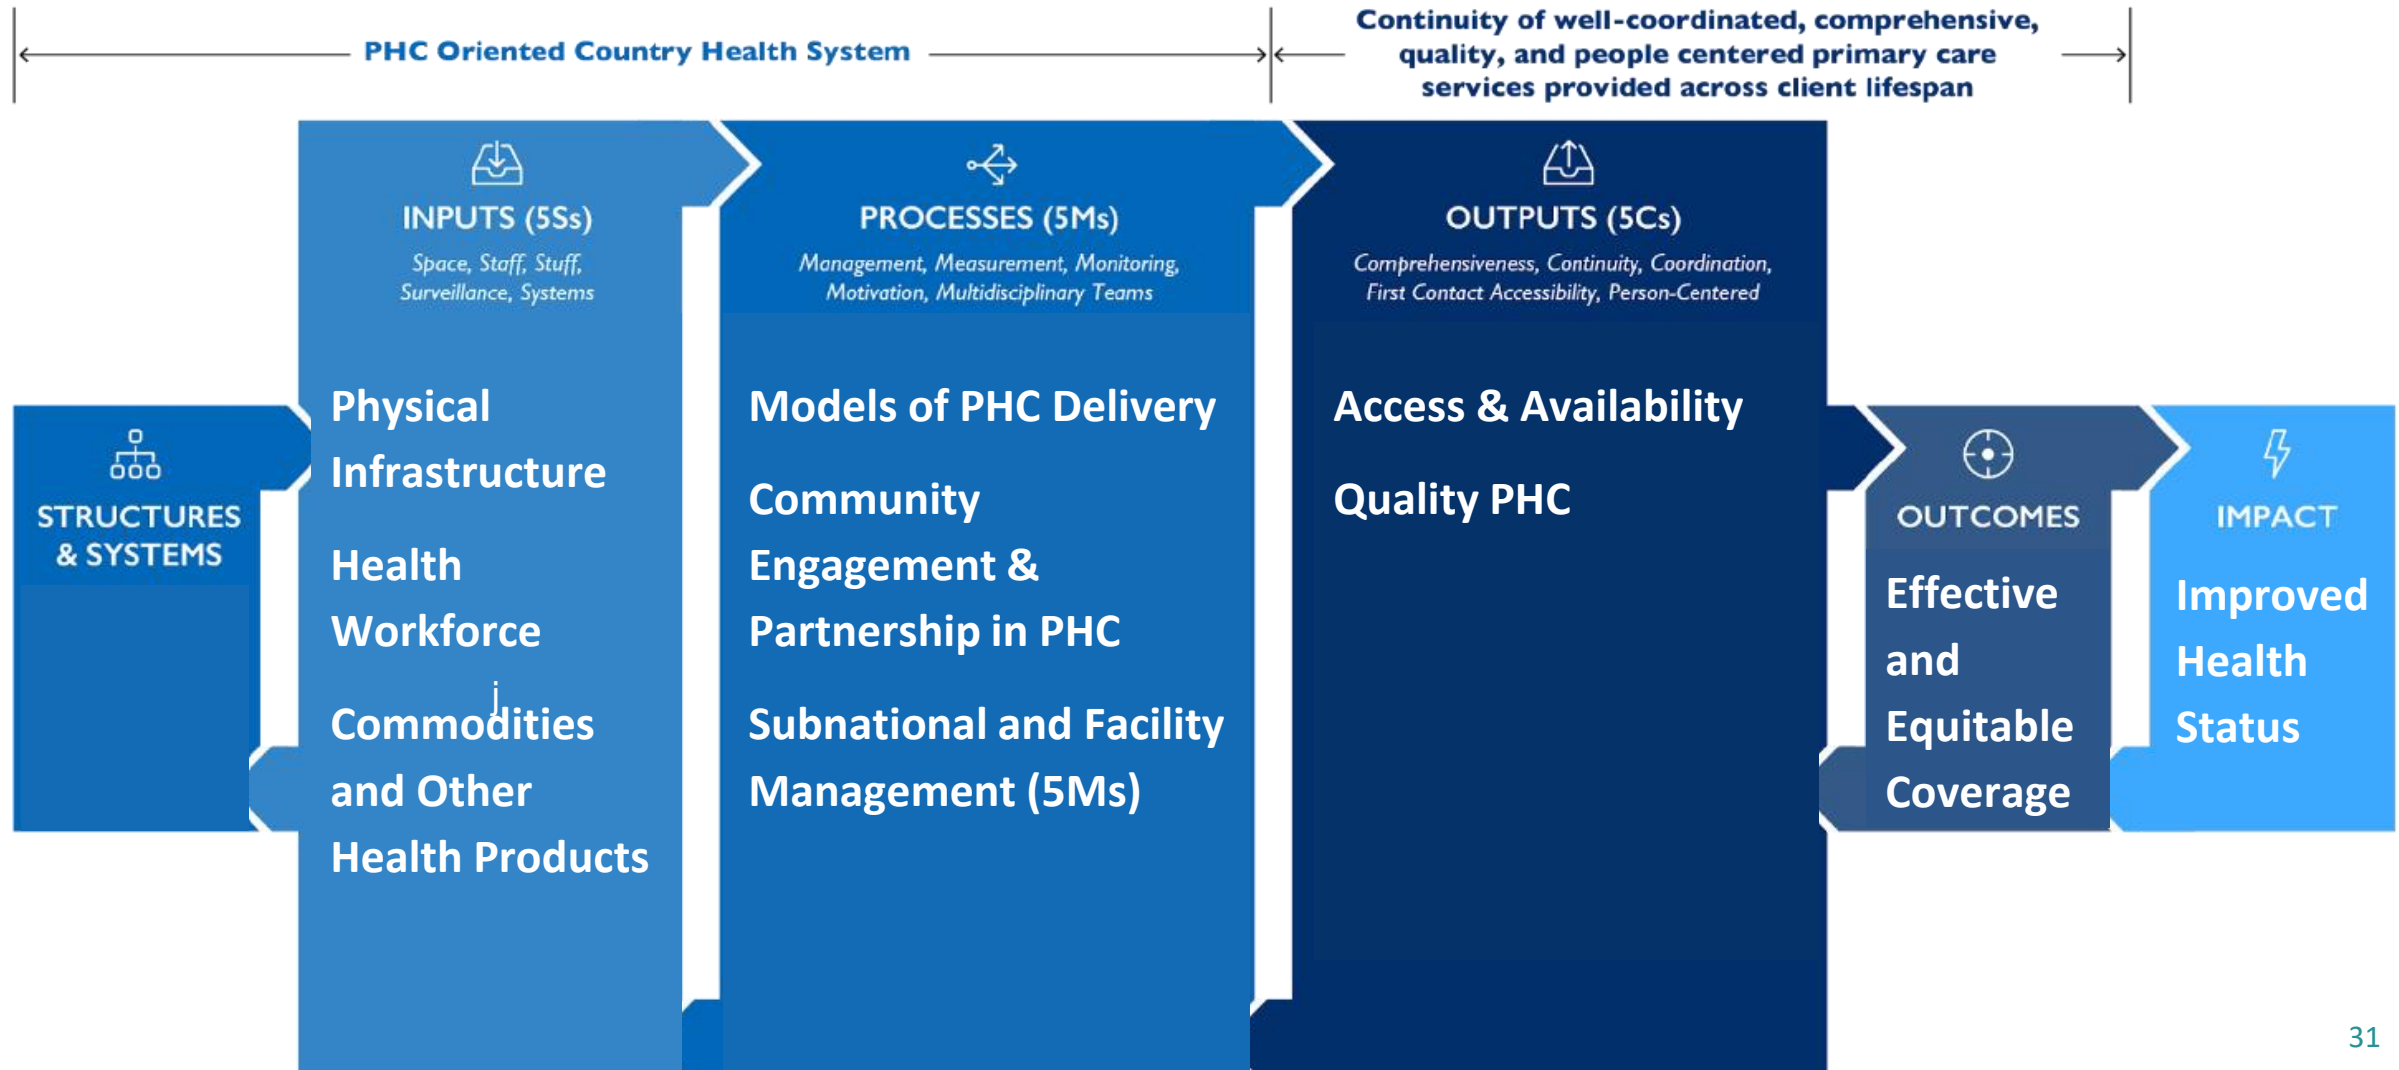 PHC Oriented Country Health System
Continuity of well-coordinated, comprehensive,
quality, and people centered primary care
services provided across client lifespan
STRUCTURES
& SYSTEMS
INPUTS (5Ss)
Space, Staff, Stuff,
Surveillance, Systems
Physical
Infrastructure
Health
Workforce
j
Commodities
and Other
Health Products
PROCESSES (5Ms)
Management, Measurement, Monitoring,
Motivation, Multidisciplinary Teams
Models of PHC Delivery
Community
Engagement &
Partnership in PHC
Subnational and Facility
Management (5Ms)
OUTPUTS (5Cs)
Comprehensiveness, Continuity, Coordination,
First Contact Accessibility, Person-Centered
Access & Availability
Quality PHC
OUTCOMES
Effective
and
Equitable
Coverage
IMPACT
Improved
Health
Status
31